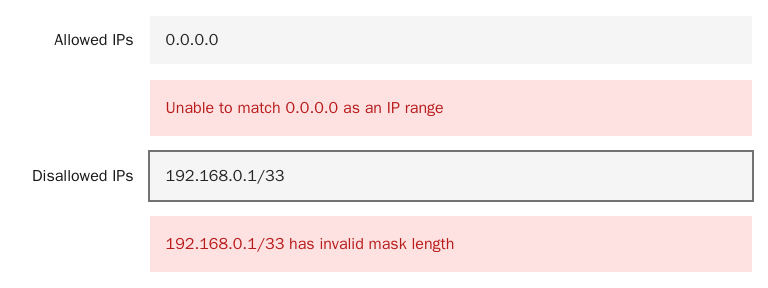 Allowed IPs
0.0.0.0
Unable to match 0.0.0.0 as an IP range
Disallowed IPs
192.168.0.1/33
192.168.0.1/33 has invalid mask length